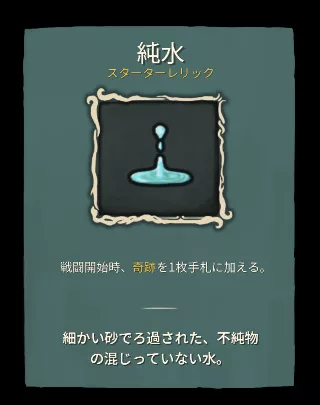 純水
スターターレリック
戦闘開始時、奇跡を1枚手札に加える。
細かい砂でろ過された、不純物
の混じっていない水。